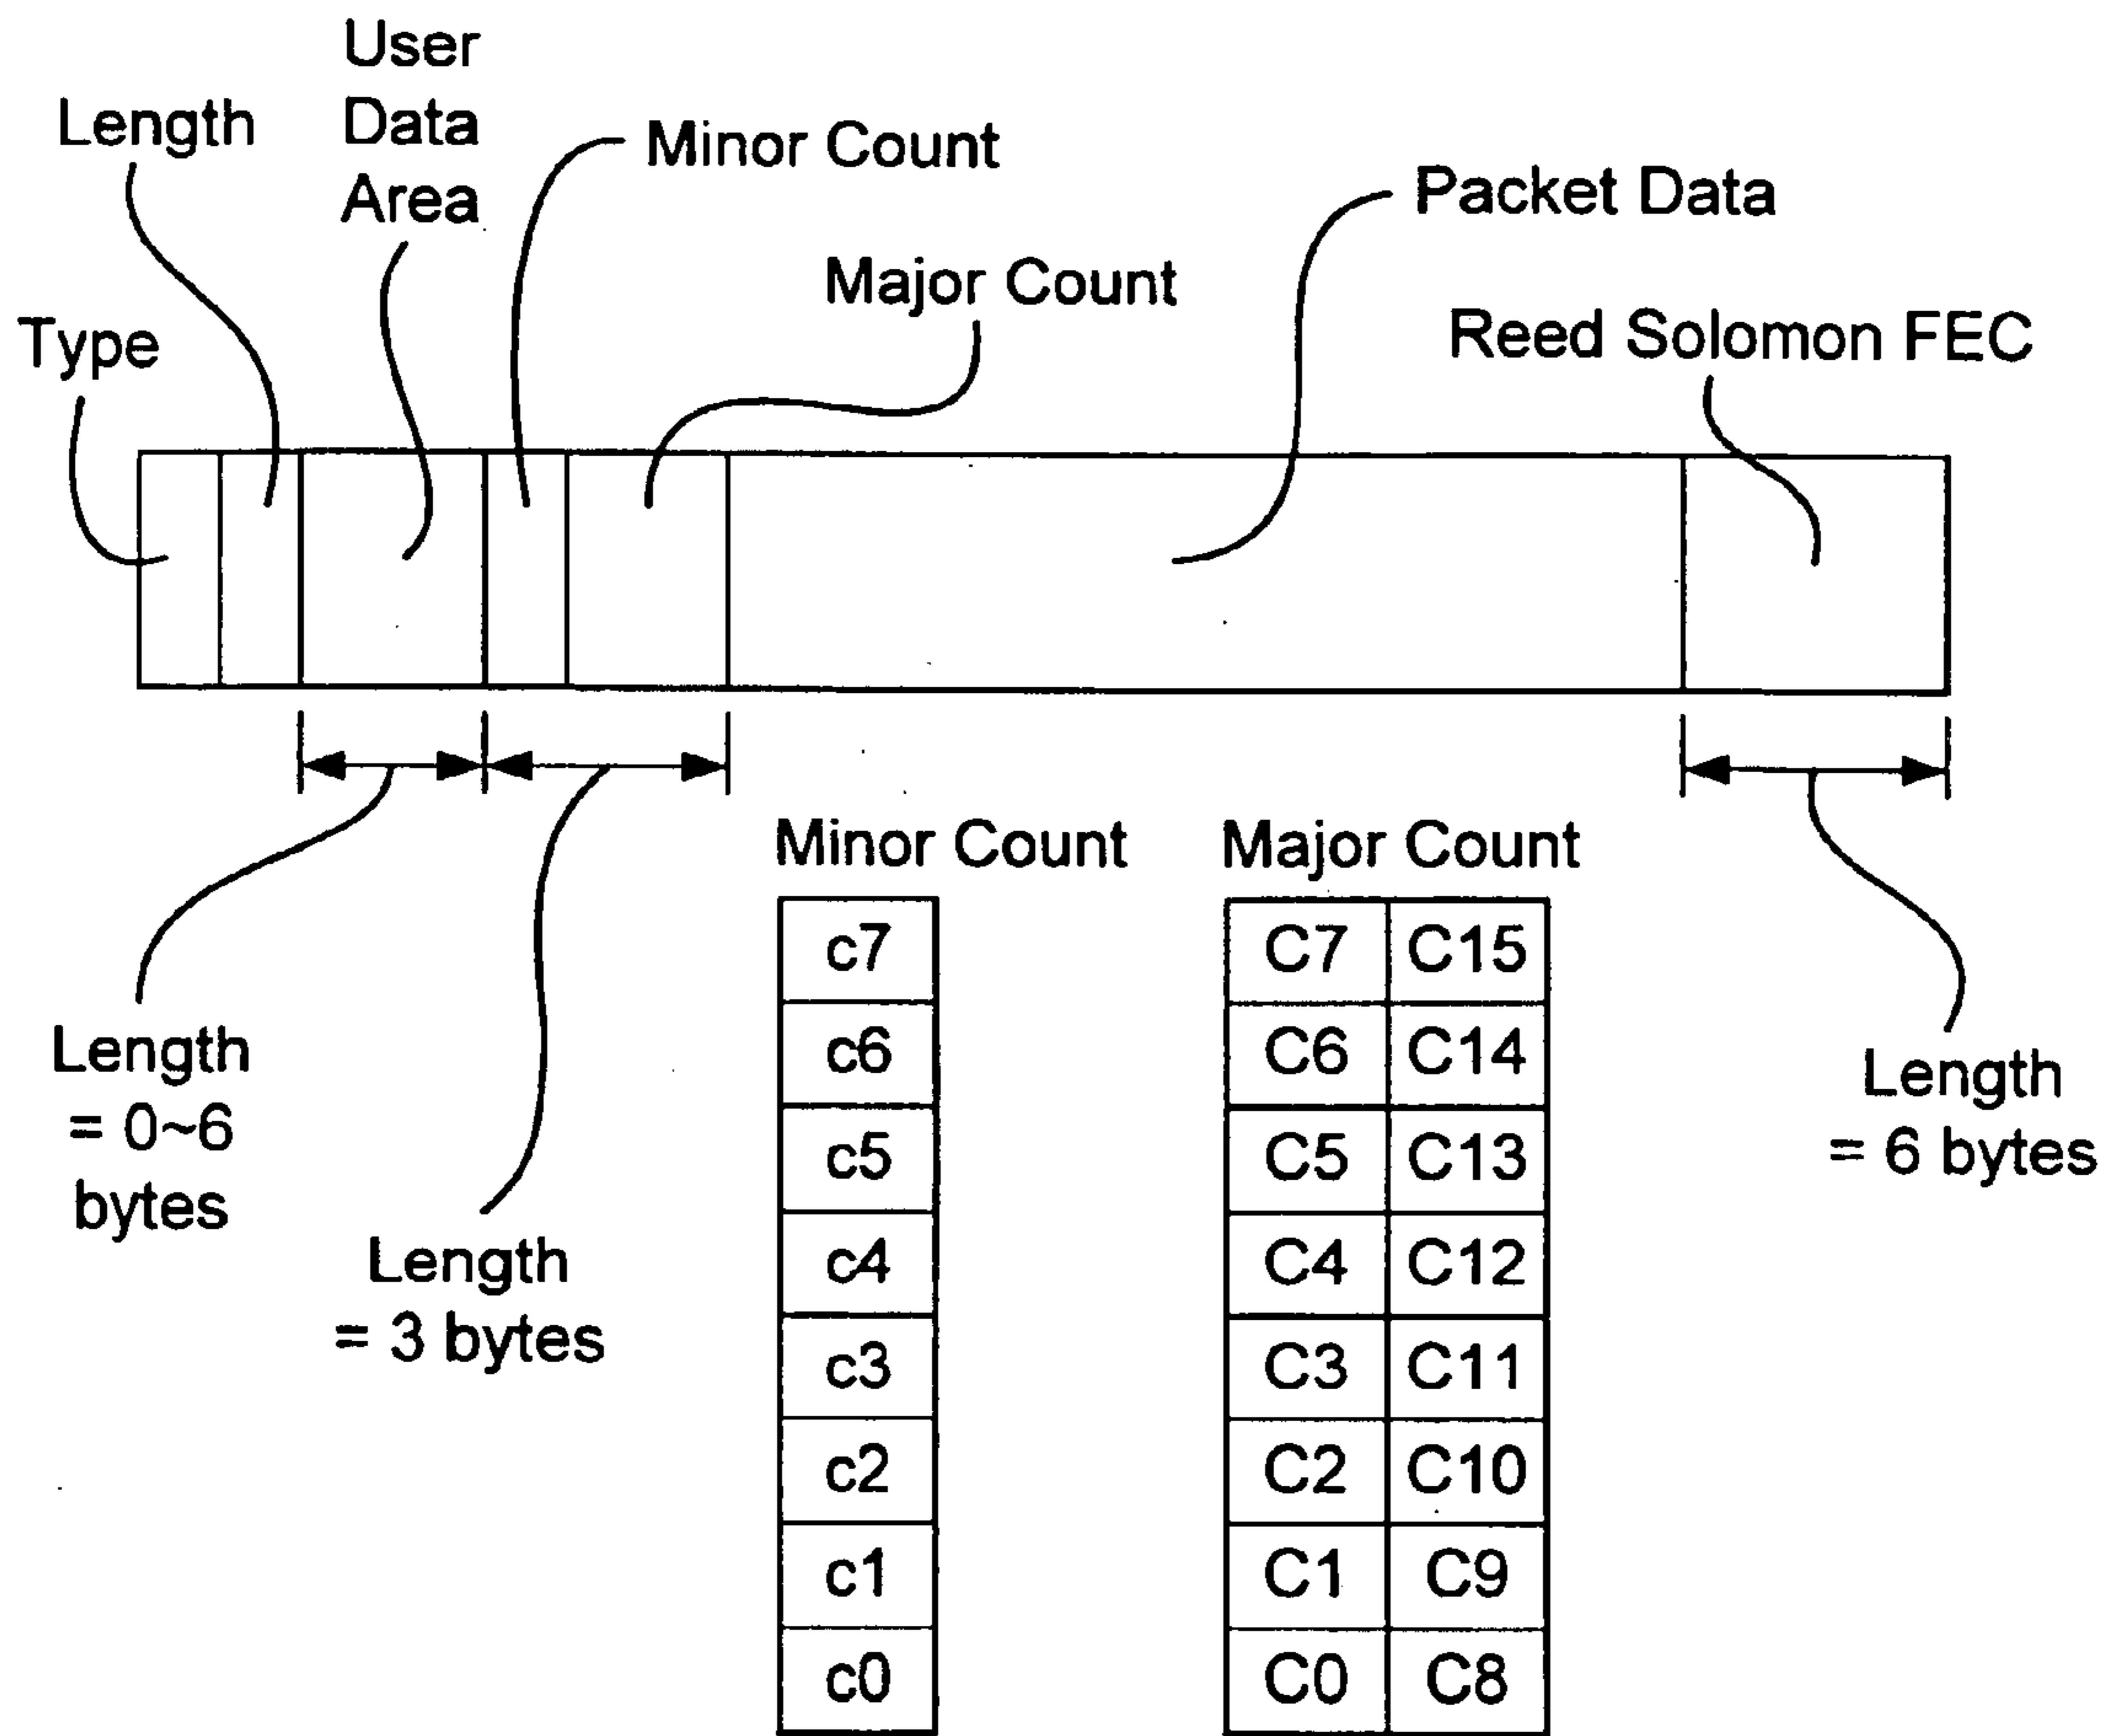 User
Data
Area
Length
Minor Count
Packet Data
Major Count
Type
Reed Solomon FEC
Length
= 0~6
bytes
Length
= 3 bytes
Length
= 6 bytes
Minor Count
c7
c6
c5
c4
c3
c2
c1
c0
Major Count
C7 C15
C6 C14
C5 C13
C4 C12
C3 C11
C2 C10
C1 C9
C0 C8